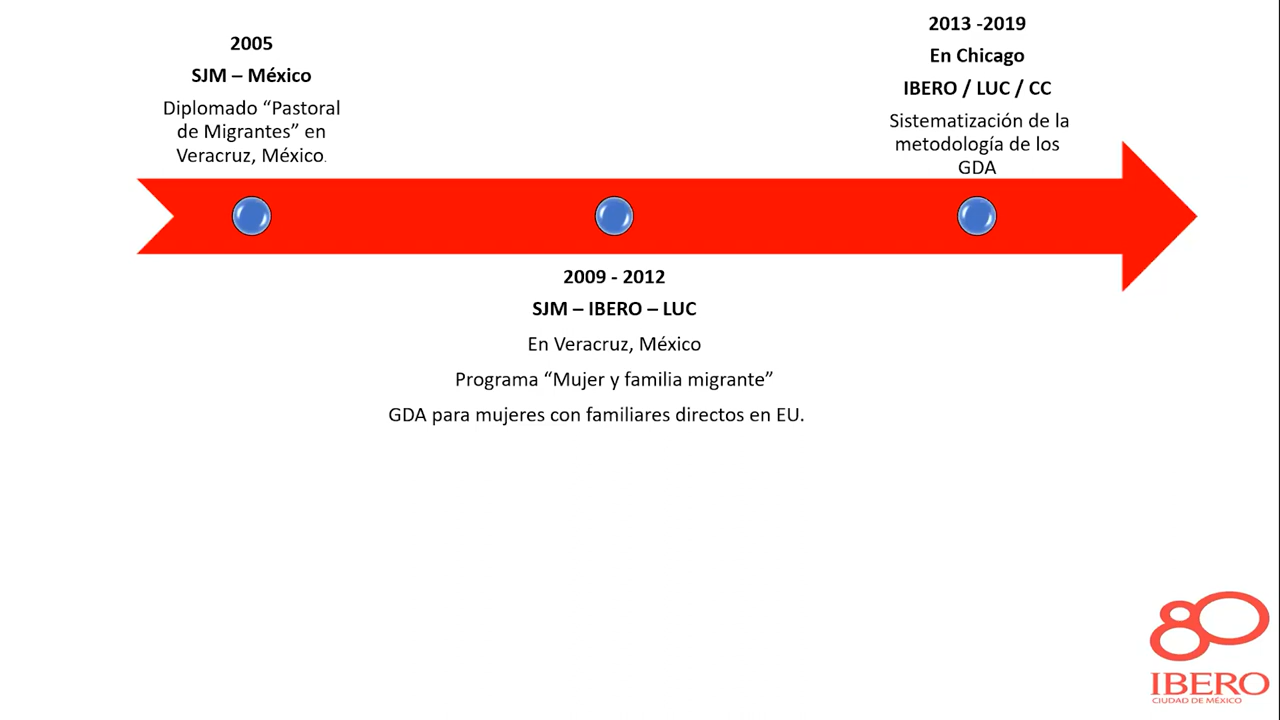 2005
SJM – México
Diplomado “Pastoral
de Migrantes” en
Veracruz, México.
2009 - 2012
SJM – IBERO – LUC
En Veracruz, México
Programa “Mujer y familia migrante”
GDA para mujeres con familiares directos en EU.
2013 -2019
En Chicago
IBERO / LUC / CC
Sistematización de la
metodología de los
GDA
80
IBERO
CIUDAD DE MÉXICO